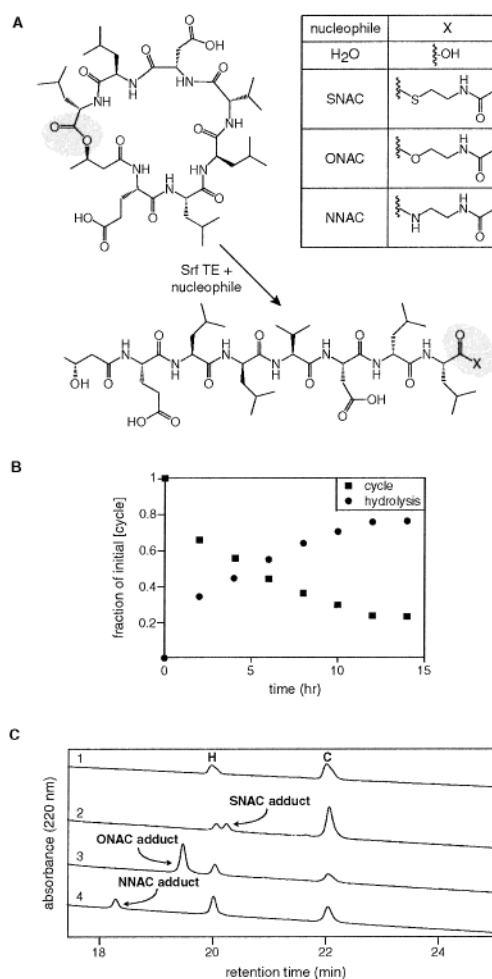 A
nucleophile X
H2O -OH
SNAC
ONAC
NNAC
Srf TE +
nucleophile
B
fraction of initial [cycle]
1
0.8
0.6
0.4
0.2
0 5 10 15
time (hr)
cycle
hydrolysis
C
absorbance (220 nm)
H C
1
2
3
4
SNAC adduct
ONAC adduct
NNAC adduct
18 20 22 24
retention time (min)